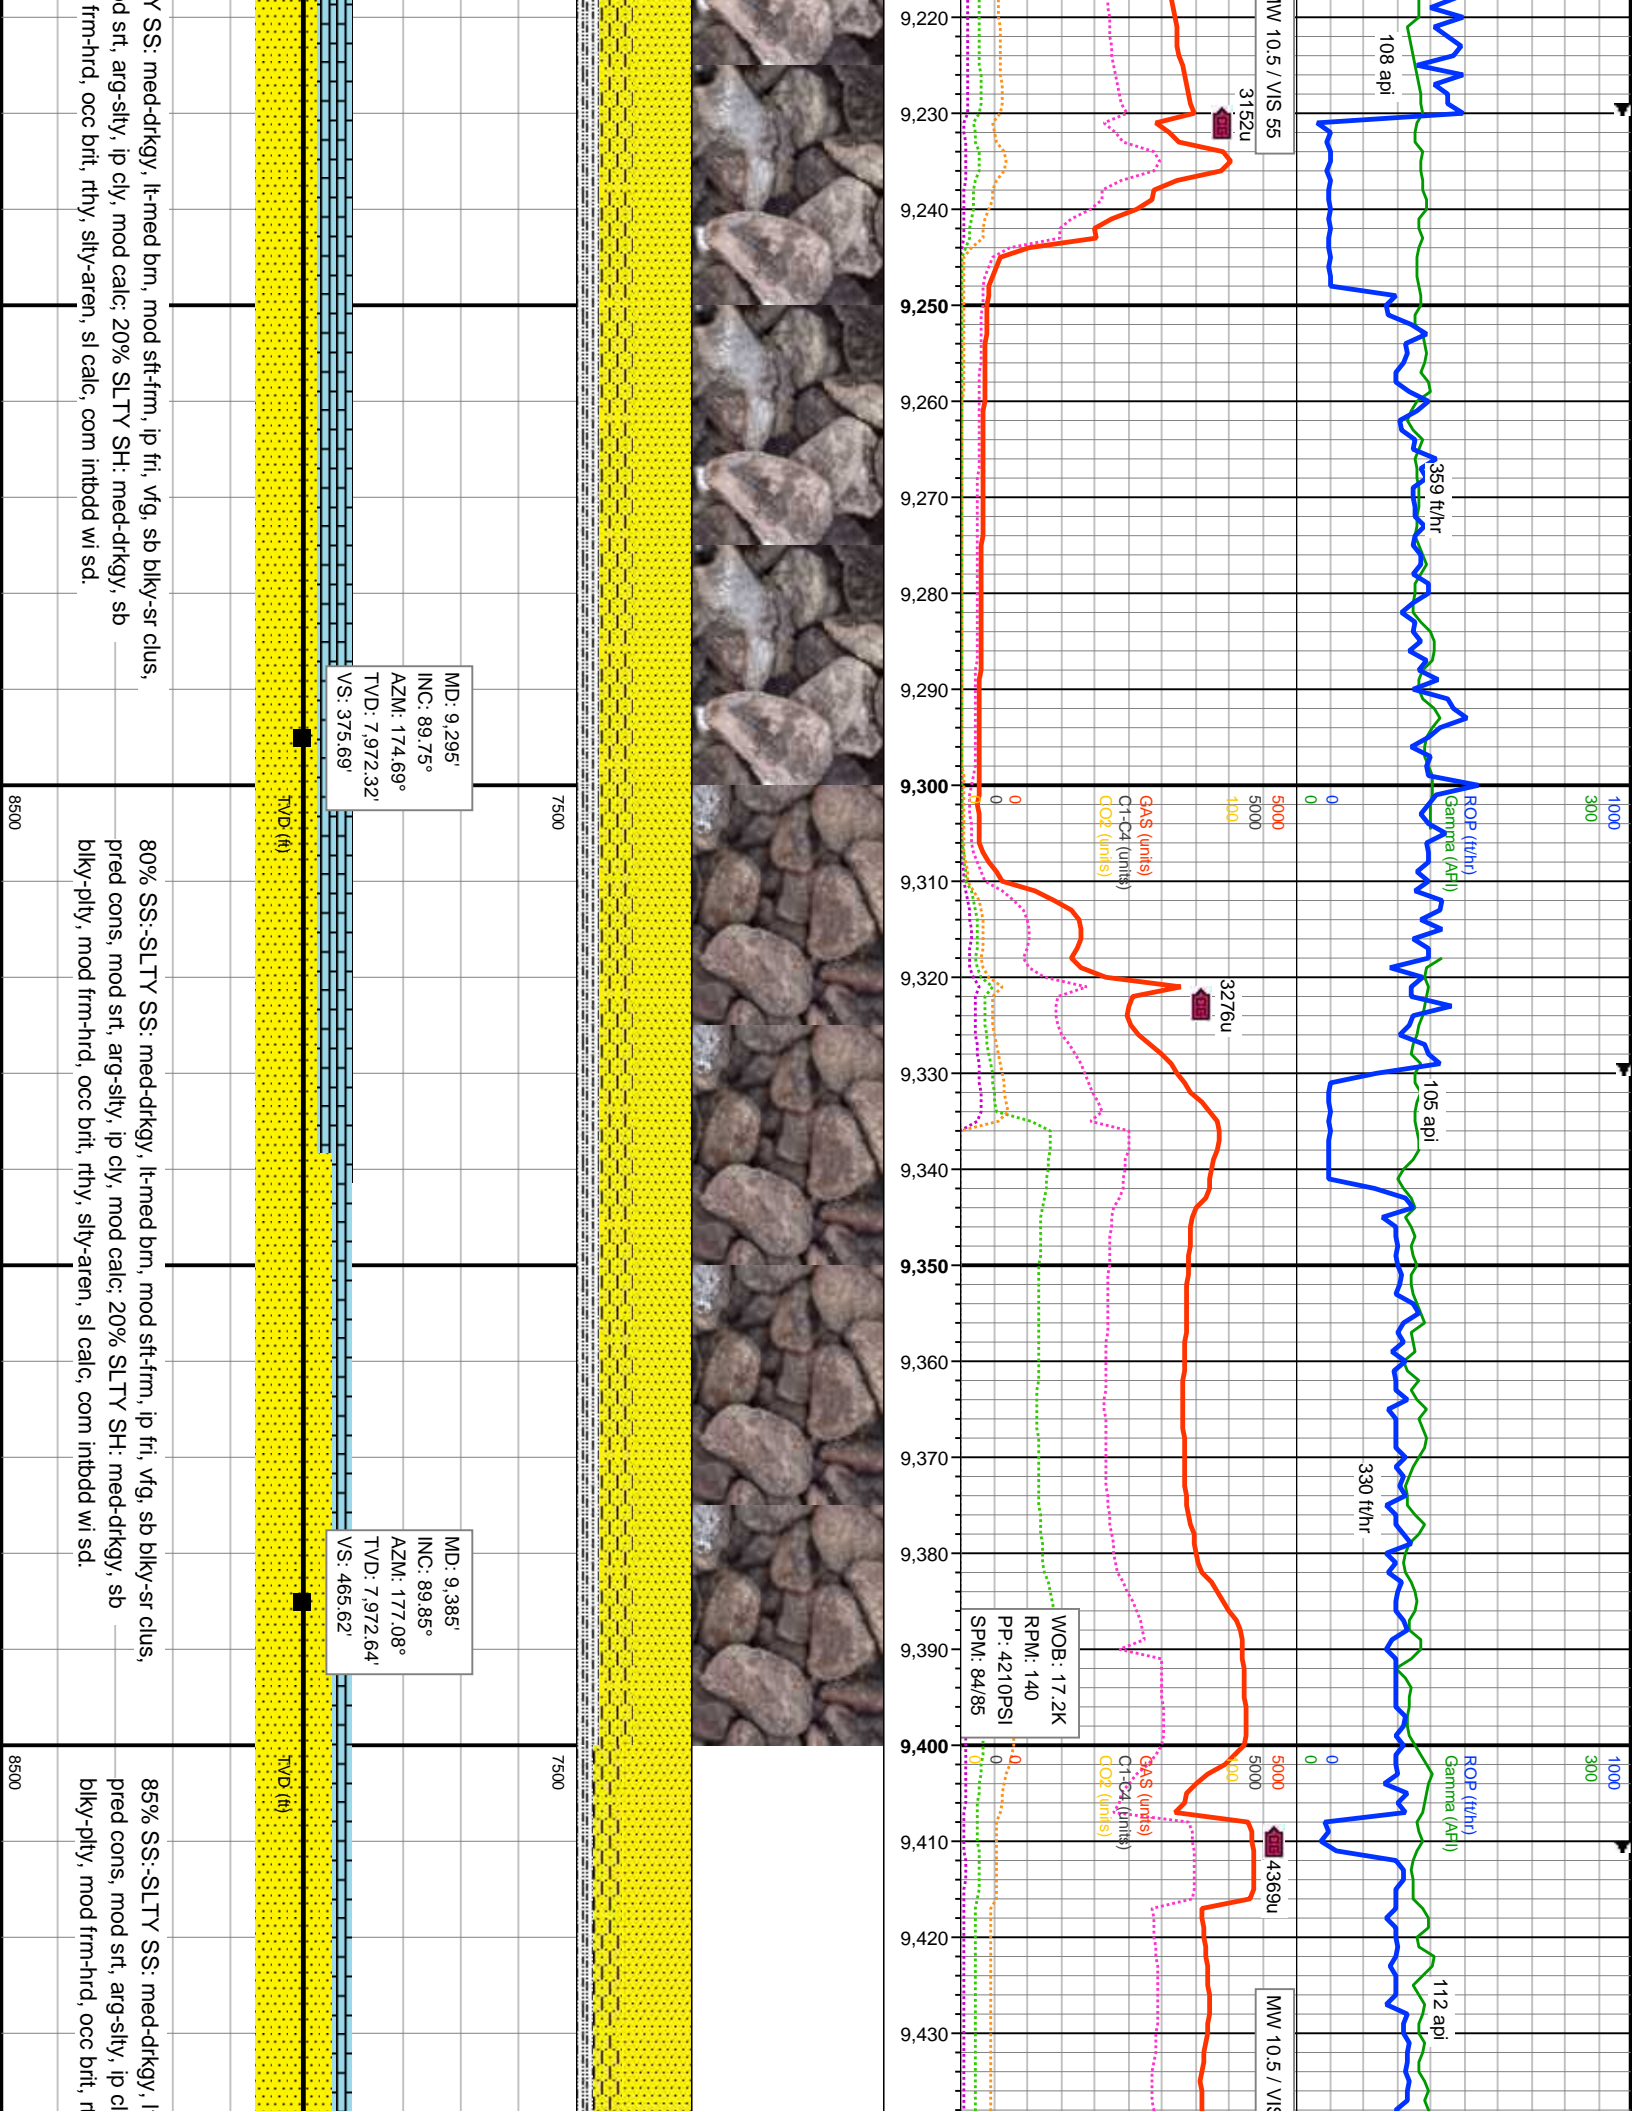 MW 10.5 / VIS 55
108 api
3152u
359 ft/hr
9,220
9,230
9,240
9,250
9,260
9,270
9,280
9,290
9,300
9,310
9,320
9,330
9,340
9,350
9,360
9,370
9,380
9,390
9,400
9,410
9,420
9,430
Y SS: med-drkgy, lt-med brn, mod sft-frm, ip fri, vfg, sb blky-sr clus,
d srt, arg-slty, ip cly, mod calc; 20% SLTY SH: med-drkgy, sb
frm-hrd, occ brit, rthy, slty-aren, sl calc, com intbdd wi sd.
MD: 9,295'
INC: 89.75°
AZM: 174.69°
TVD: 7,972.32'
VS: 375.69'
1000
300
ROP (ft/hr)
Gamma (API)
0
0
5000
5000
100
GAS (units)
C1-C4 (units)
CO2 (units)
0
0
0
7500
TVD (ft)
8500
3276u
105 api
330 ft/hr
80% SS:-SLTY SS: med-drkgy, lt-med brn, mod sft-frm, ip fri, vfg, sb blky-sr clus,
pred cons, mod srt, arg-slty, ip cly, mod calc; 20% SLTY SH: med-drkgy, sb
blky-plty, mod frm-hrd, occ brit, rthy, slty-aren, sl calc, com intbdd wi sd.
MD: 9,385'
INC: 89.85°
AZM: 177.08°
TVD: 7,972.64'
VS: 465.62'
WOB: 17.2K
RPM: 140
PP: 4210PSI
SPM: 84/85
1000
300
ROP (ft/hr)
Gamma (API)
0
0
5000
5000
100
GAS (units)
C1-C4 (units)
CO2 (units)
0
0
0
7500
TVD (ft)
8500
4369u
112 api
MW 10.5 / VIS
85% SS:-SLTY SS: med-drkgy, l
pred cons, mod srt, arg-slty, ip cl
blky-plty, mod frm-hrd, occ brit, r